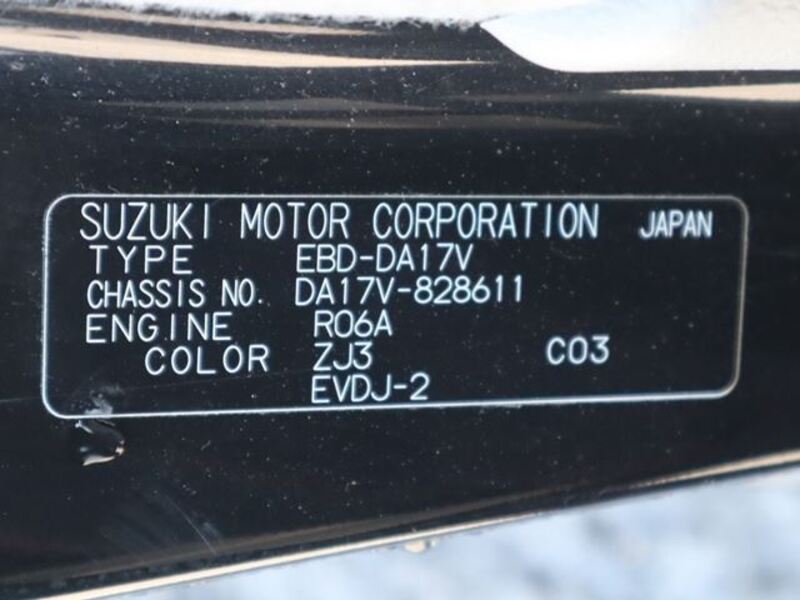 SUZUKI MOTOR CORPORATION JAPAN
TYPE EBD-DA17V
CHASSIS NO. DA17V-828611
ENGINE R06A
COLOR ZJ3 C03
EVDJ-2